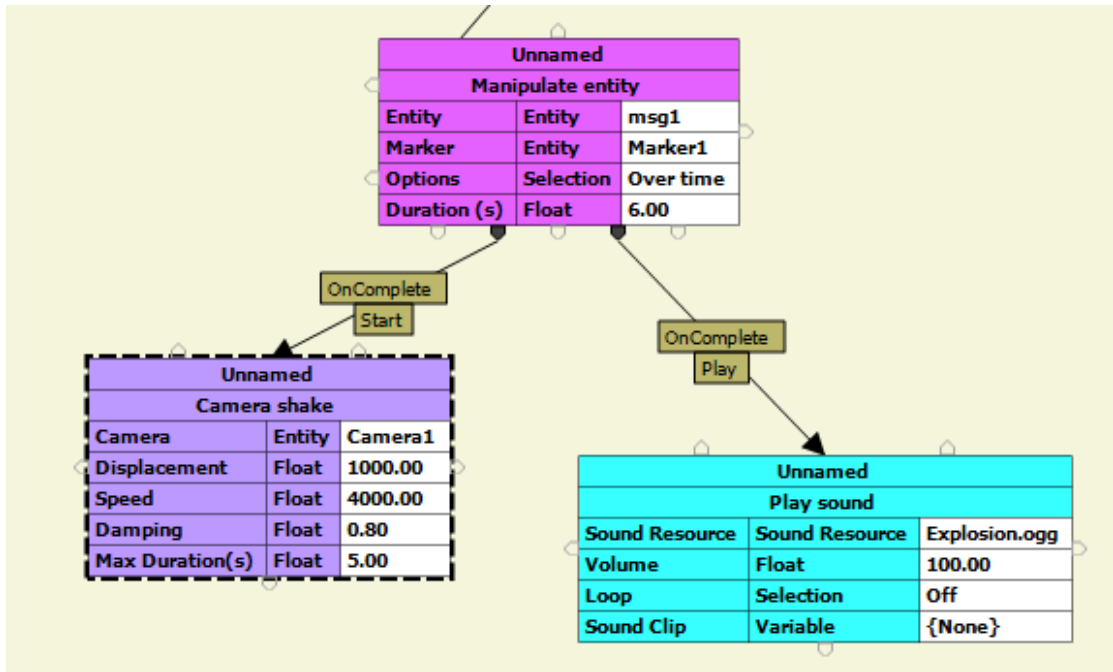 Unnamed
Manipulate entity
Entity Entity msg1
Marker Entity Marker1
Options Selection Over time
Duration (s) Float 6.00
OnComplete
Start
OnComplete
Play
Unnamed
Camera shake
Camera Entity Camera1
Displacement Float 1000.00
Speed Float 4000.00
Damping Float 0.80
Max Duration(s) Float 5.00
Unnamed
Play sound
Sound Resource Sound Resource Explosion.ogg
Volume Float 100.00
Loop Selection Off
Sound Clip Variable {None}